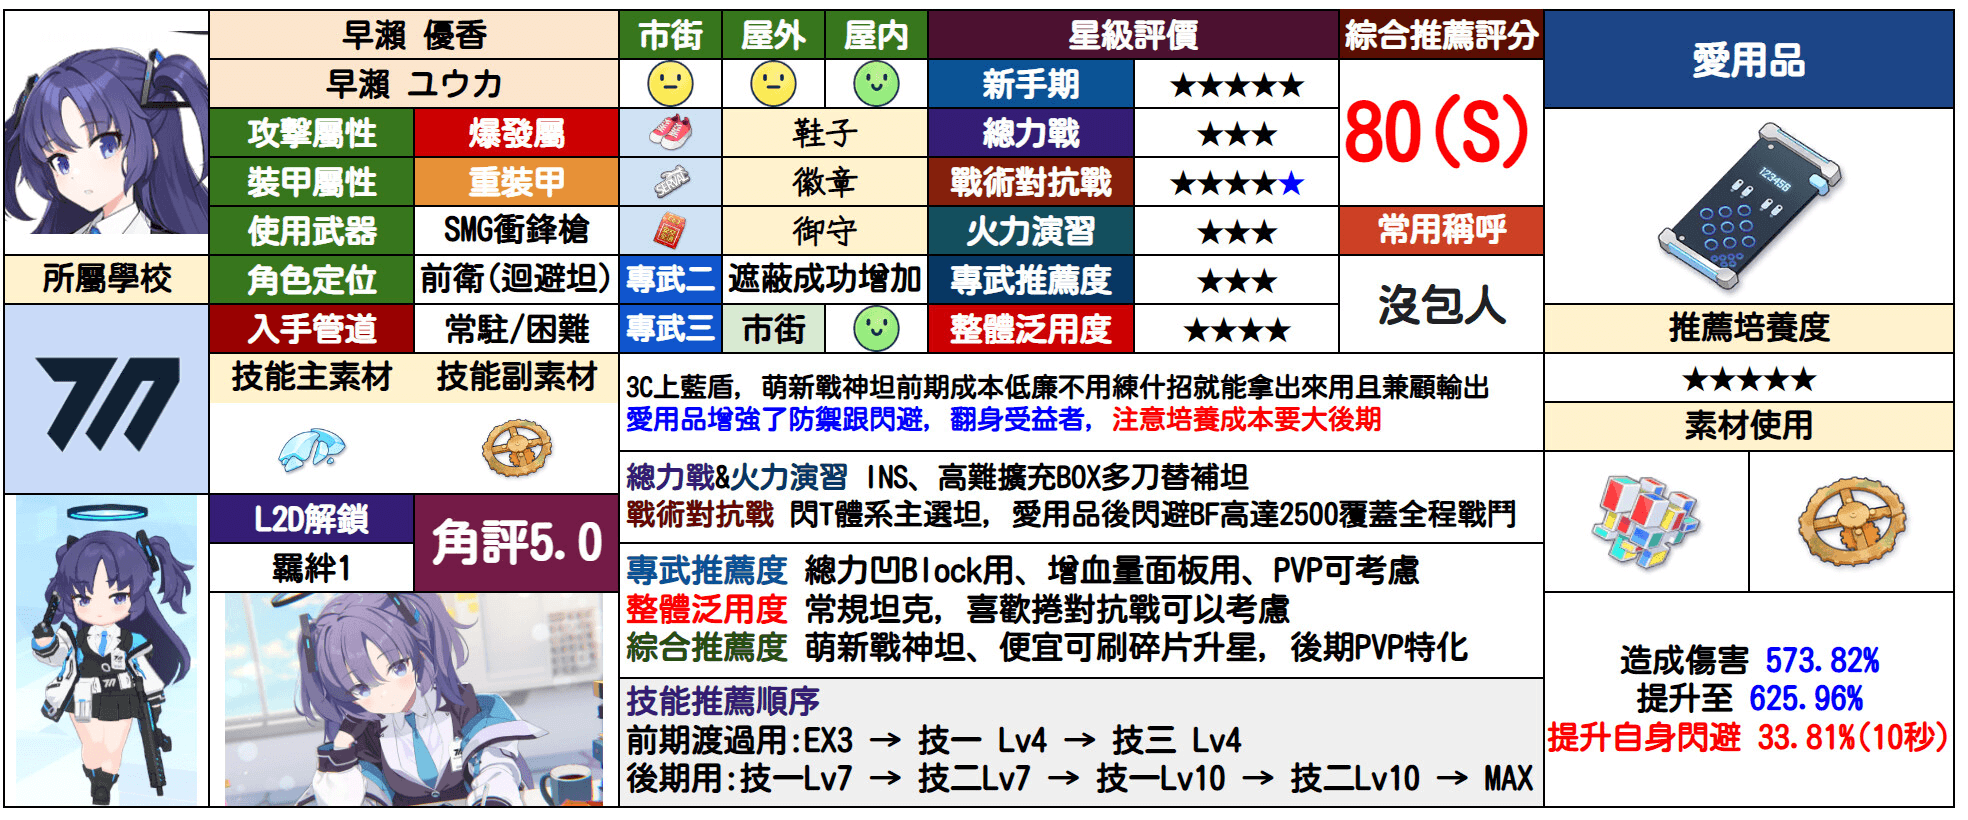 早瀨 優香
早瀨 ユウカ
攻擊屬性 爆發屬
裝甲屬性 重裝甲
使用武器 SMG衝鋒槍
角色定位 前衛(迴避坦)
入手管道 常駐/困難
技能主素材 技能副素材
所屬學校
L2D解鎖
羈絆1
角評5.0
市街 屋外 屋內
鞋子
SERVAL
徽章
御守
專武二 遮蔽成功增加
專武三 市街
星級評價
新手期 ★★★★★
總力戰 ★★★
戰術對抗戰 ★★★★★
火力演習 ★★★
專武推薦度 ★★★
整體泛用度 ★★★★
綜合推薦評分
80(S)
常用稱呼
沒包人
3C上藍盾, 萌新戰神坦前期成本低廉不用練什招就能拿出來用且兼顧輸出
愛用品增強了防禦跟閃避, 翻身受益者, 注意培養成本要大後期
總力戰&火力演習 INS、高難擴充BOX多刀替補坦
戰術對抗戰 閃T體系主選坦, 愛用品後閃避BF高達2500覆蓋全程戰鬥
專武推薦度 總力凹Block用、增血量面板用、PVP可考慮
整體泛用度 常規坦克, 喜歡捲對抗戰可以考慮
綜合推薦度 萌新戰神坦、便宜可刷碎片升星, 後期PVP特化
技能推薦順序
前期渡過用:EX3 → 技一 Lv4 → 技三 Lv4
後期用:技一Lv7 → 技二Lv7 → 技一Lv10 → 技二Lv10 → MAX
愛用品
123456
推薦培養度
★★★★★
素材使用
造成傷害 573.82%
提升至 625.96%
提升自身閃避 33.81%(10秒)